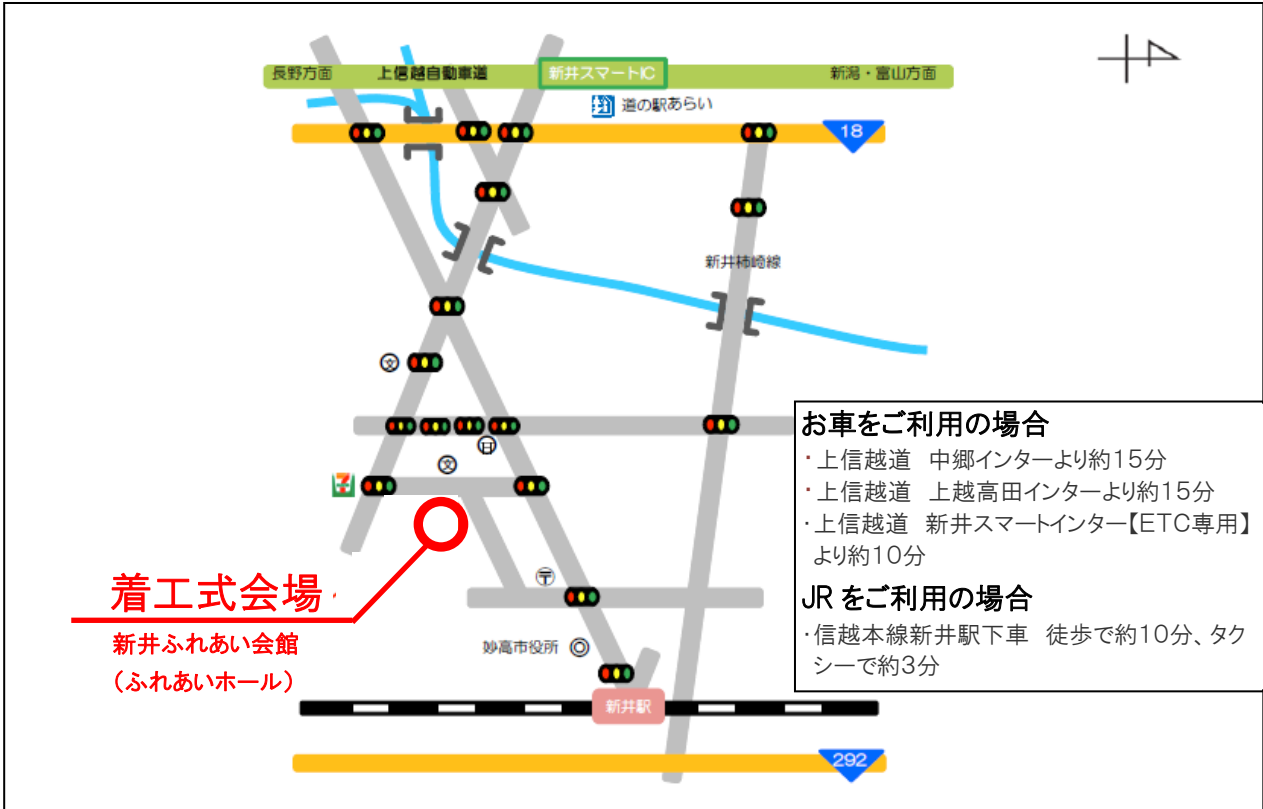 長野方面
上信越自動車道
新井スマートIC
新潟・富山方面
道の駅あらい
18
新井柿崎線
文
日
文
7
〒
妙高市役所
新井駅
292
着工式会場
新井ふれあい会館
(ふれあいホール)
お車をご利用の場合
・上信越道 中郷インターより約15分
・上信越道 上越高田インターより約15分
・上信越道 新井スマートインター【ETC専用】
より約10分
JR をご利用の場合
・信越本線新井駅下車 徒歩で約10分、タク
シーで約3分